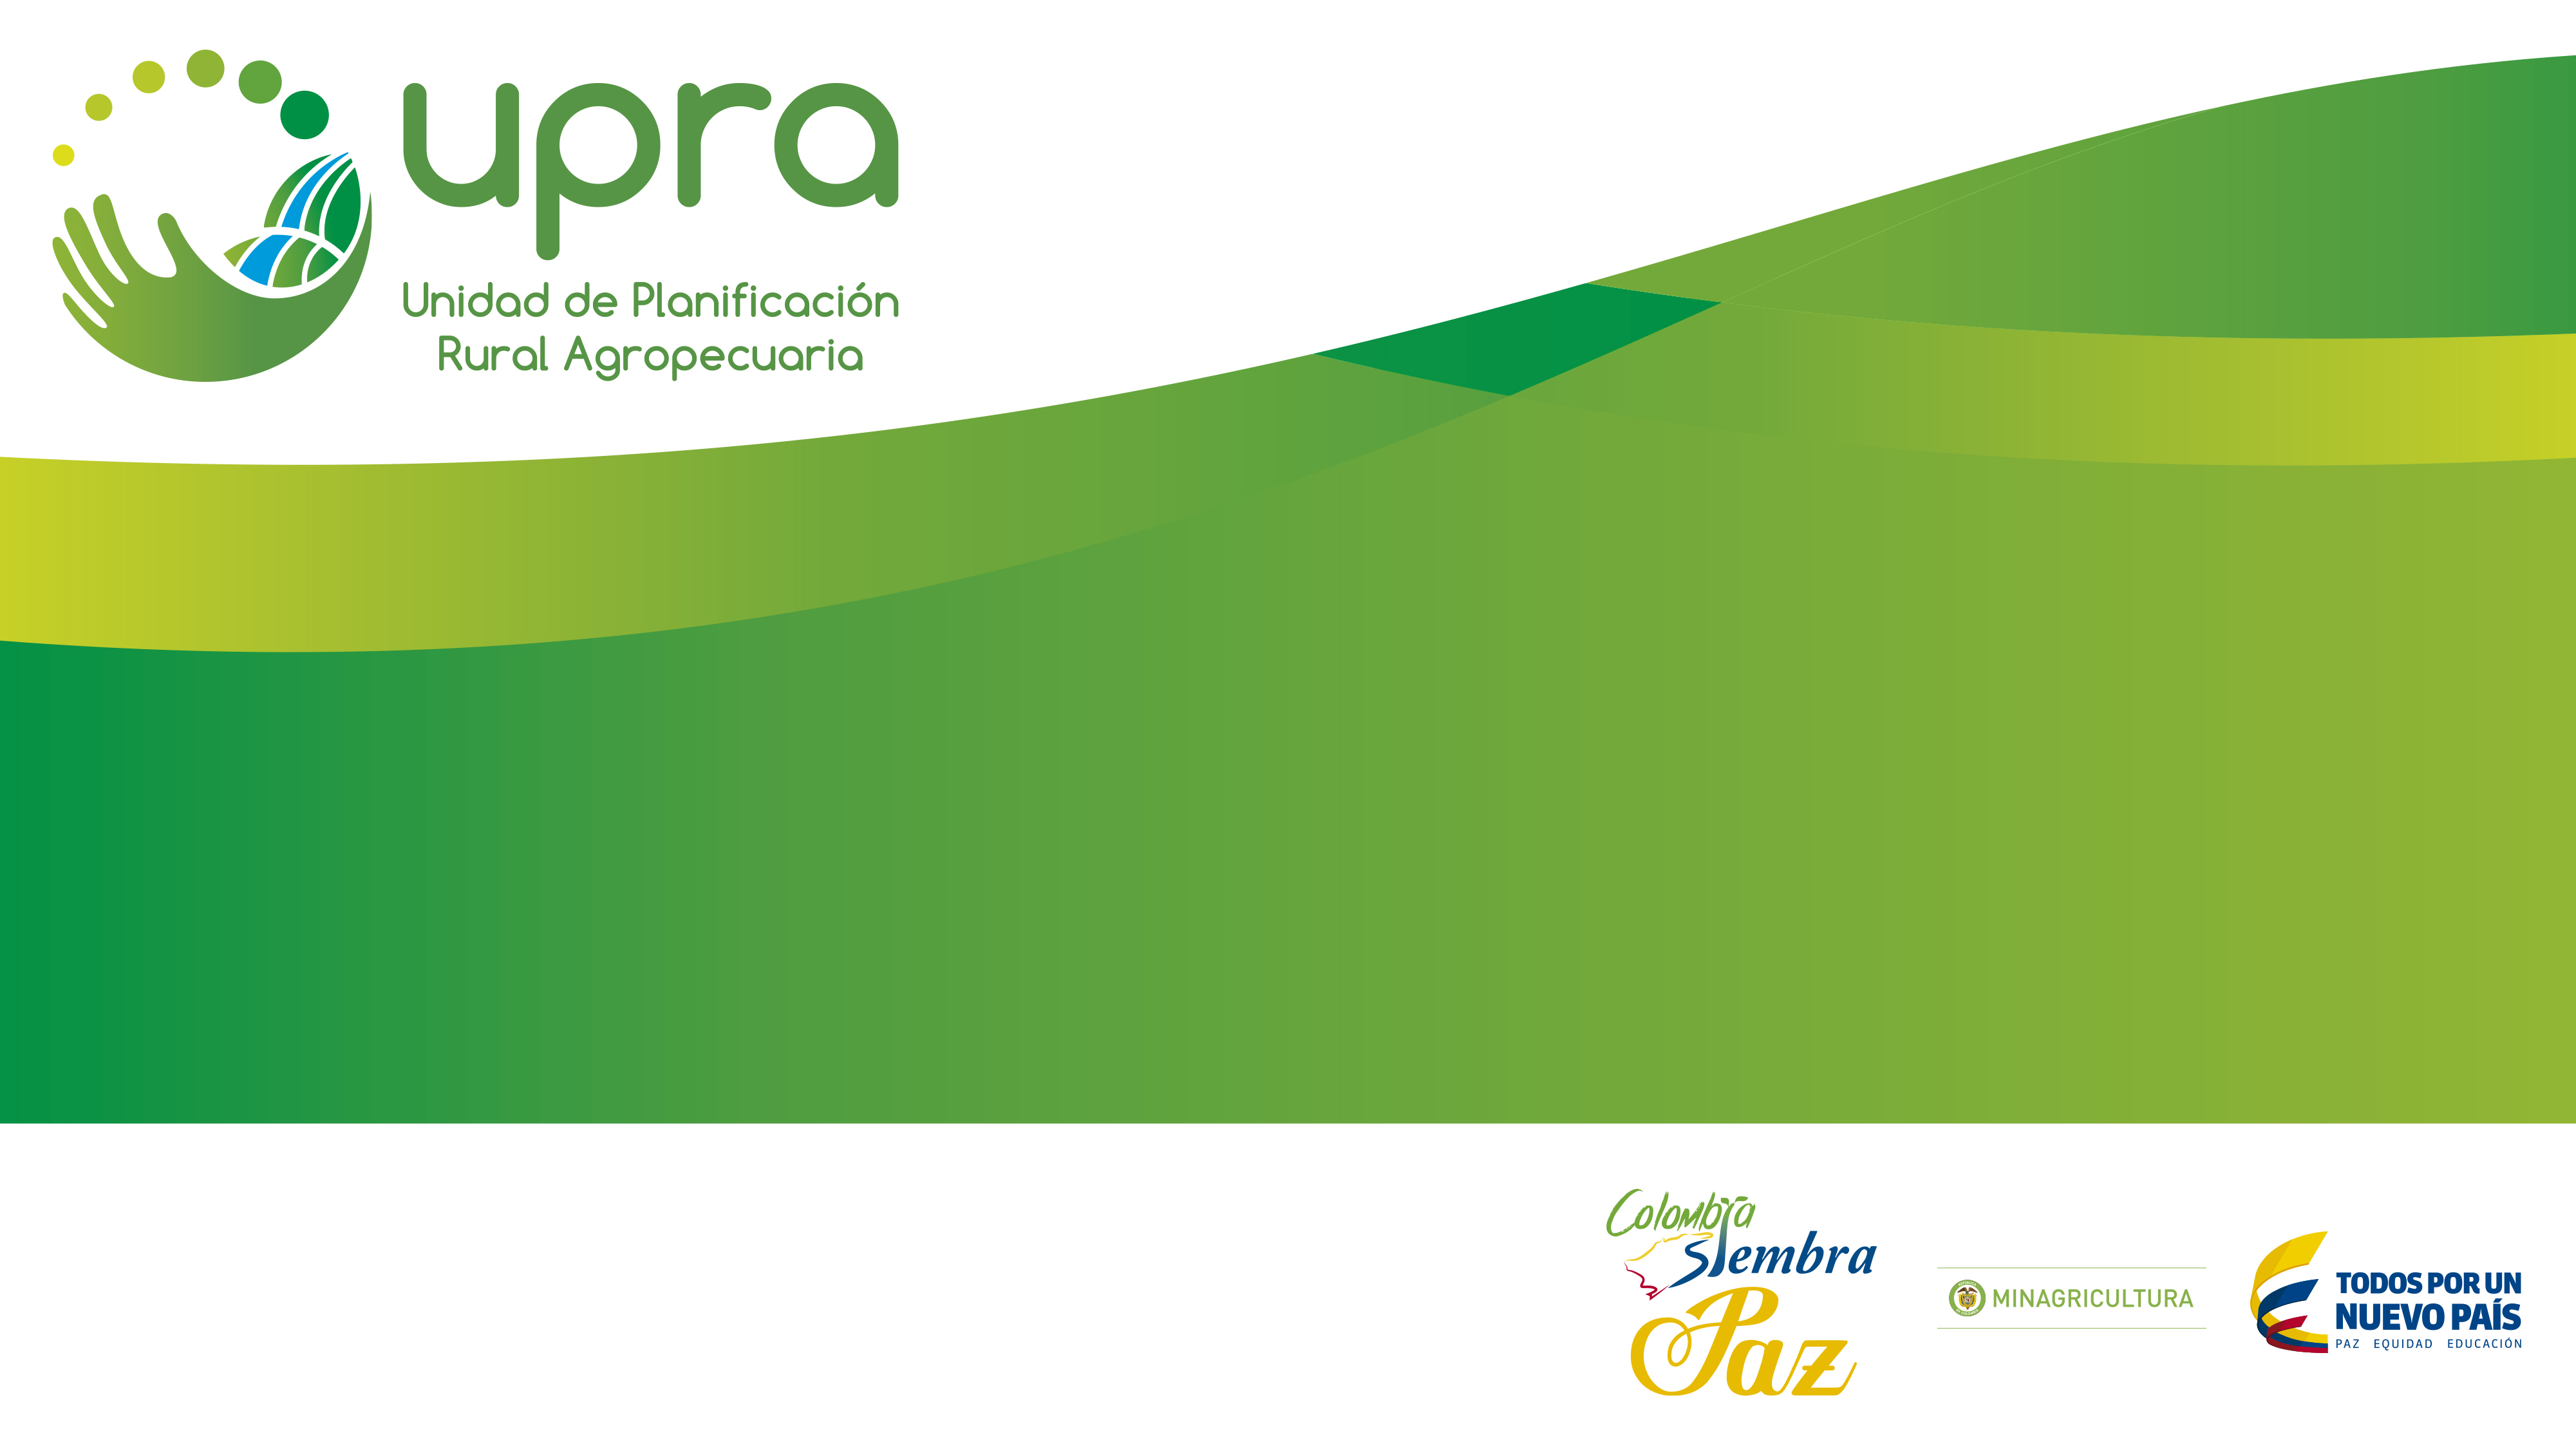 upra
Unidad de Planificación
Rural Agropecuaria
Colombia
Siembra
Paz
MINAGRICULTURA
TODOS POR UN
NUEVO PAÍS
PAZ EQUIDAD EDUCACIÓN